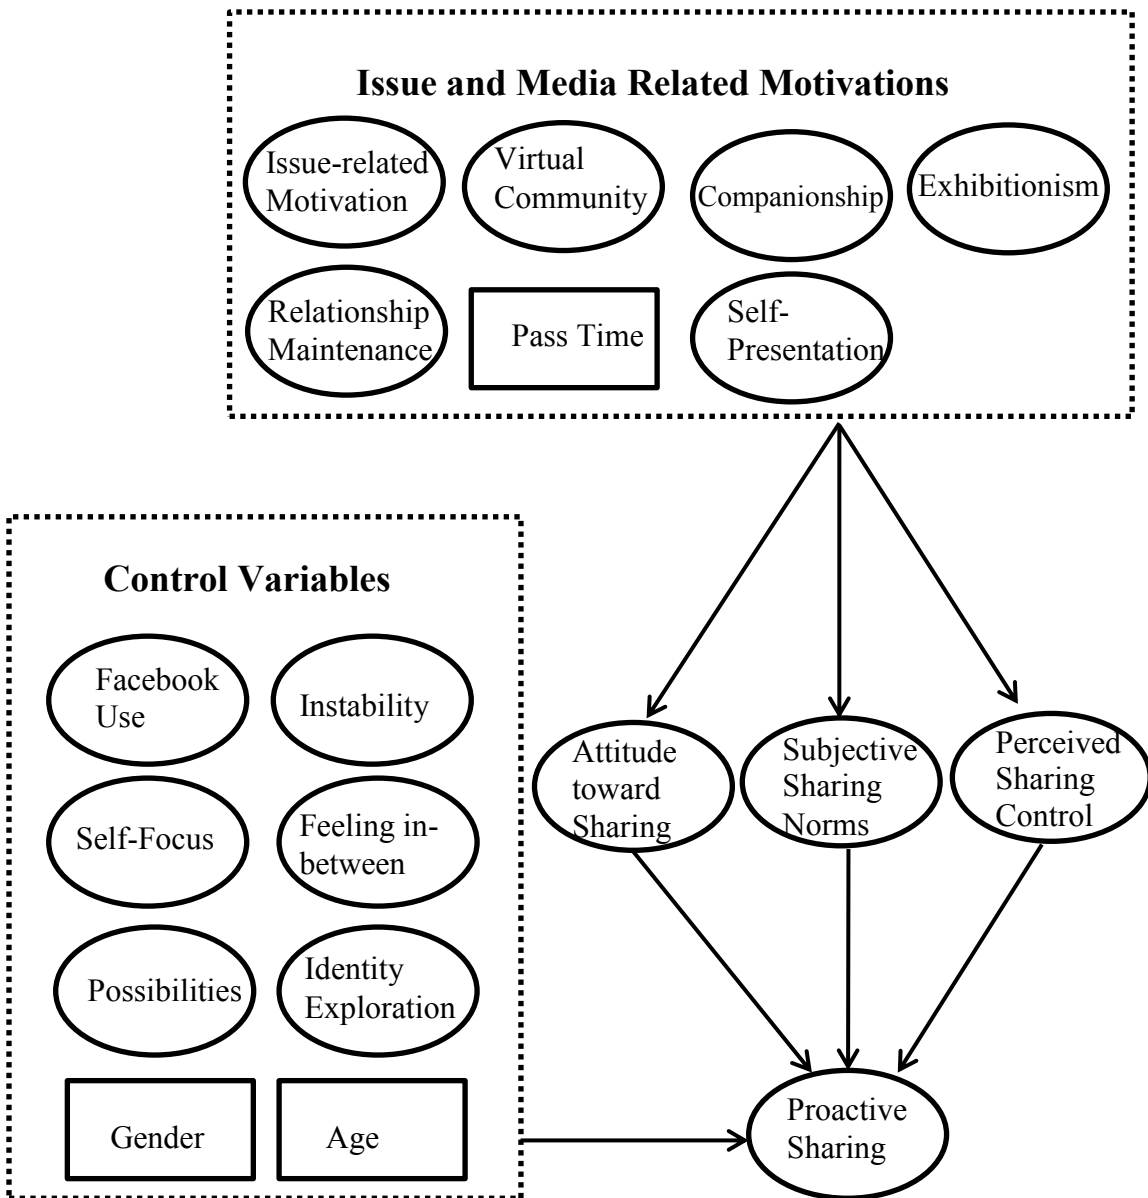 Issue and Media Related Motivations
Issue-related
Motivation
Virtual
Community
Companionship
Exhibitionism
Relationship
Maintenance
Pass Time
Self-
Presentation
Control Variables
Facebook
Use
Instability
Self-Focus
Feeling in-
between
Possibilities
Identity
Exploration
Gender
Age
Attitude
toward
Sharing
Subjective
Sharing
Norms
Perceived
Sharing
Control
Proactive
Sharing